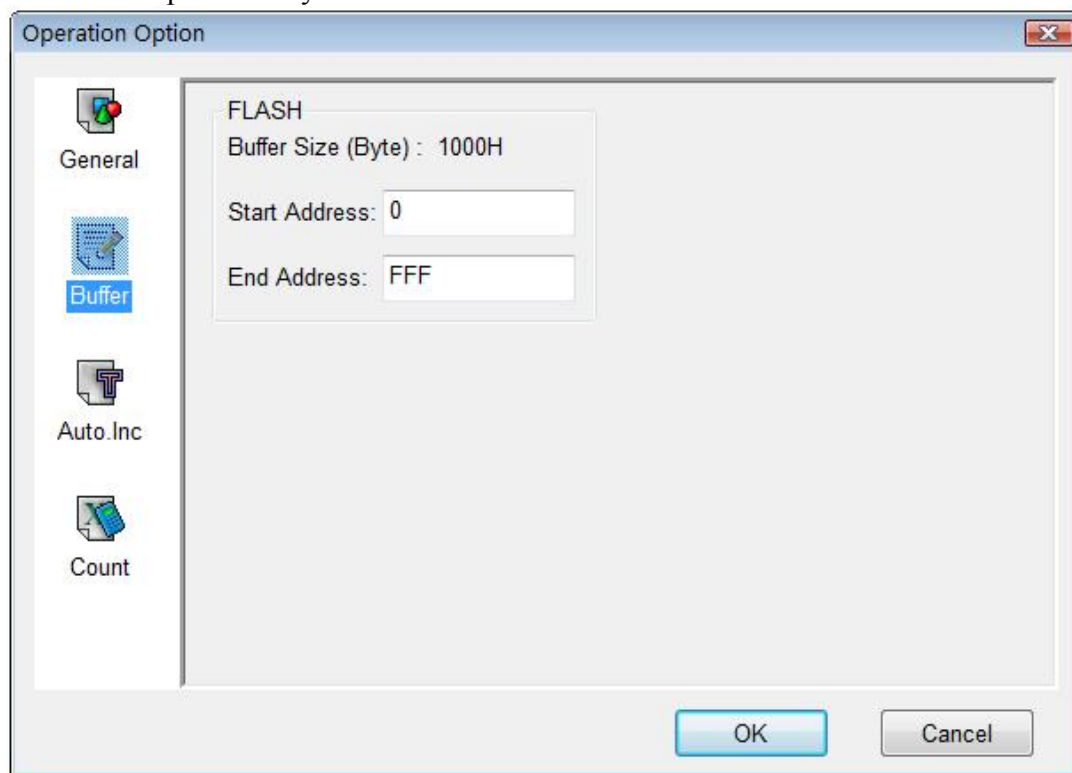 Operation Option
General
Buffer
Auto.Inc
Count
FLASH
Buffer Size (Byte) : 1000H
Start Address: 0
End Address: FFF
OK
Cancel